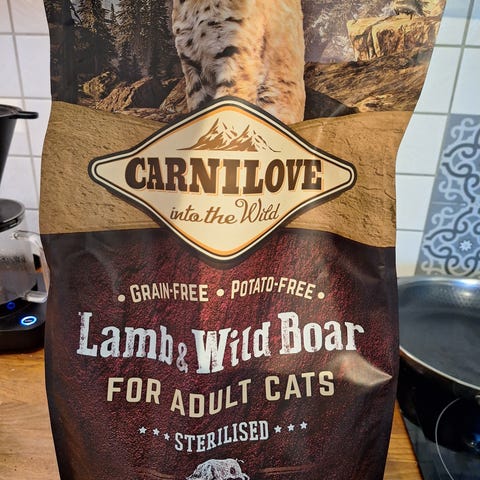 CARNILOVE
into the Wild
• GRAIN-FREE • POTATO-FREE •
Lamb & Wild Boar
FOR ADULT CATS
STERILISED